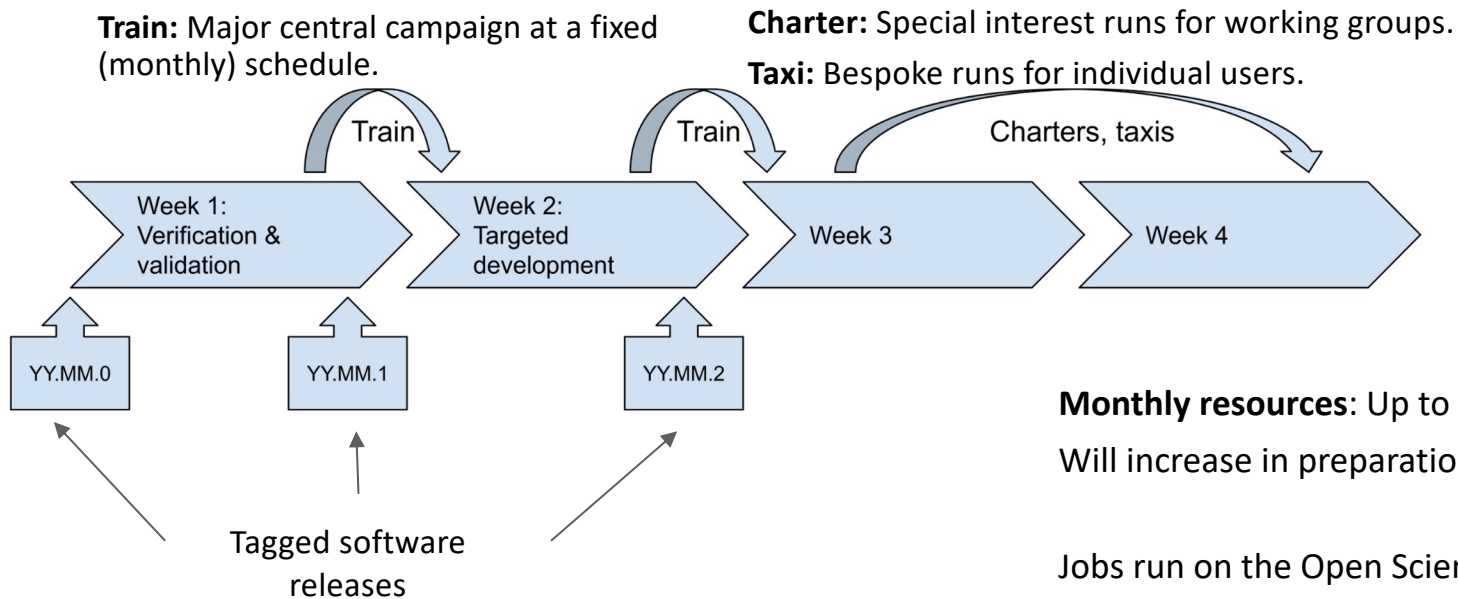 Train: Major central campaign at a fixed
(monthly) schedule.
Charter: Special interest runs for working groups.
Taxi: Bespoke runs for individual users.
Train
Train
Charters, taxis
Week 1:
Verification &
validation
Week 2:
Targeted
development
Week 3
Week 4
YY.MM.0
YY.MM.1
YY.MM.2
Monthly resources: Up to
Will increase in
Tagged software
releases
Jobs run on the Open